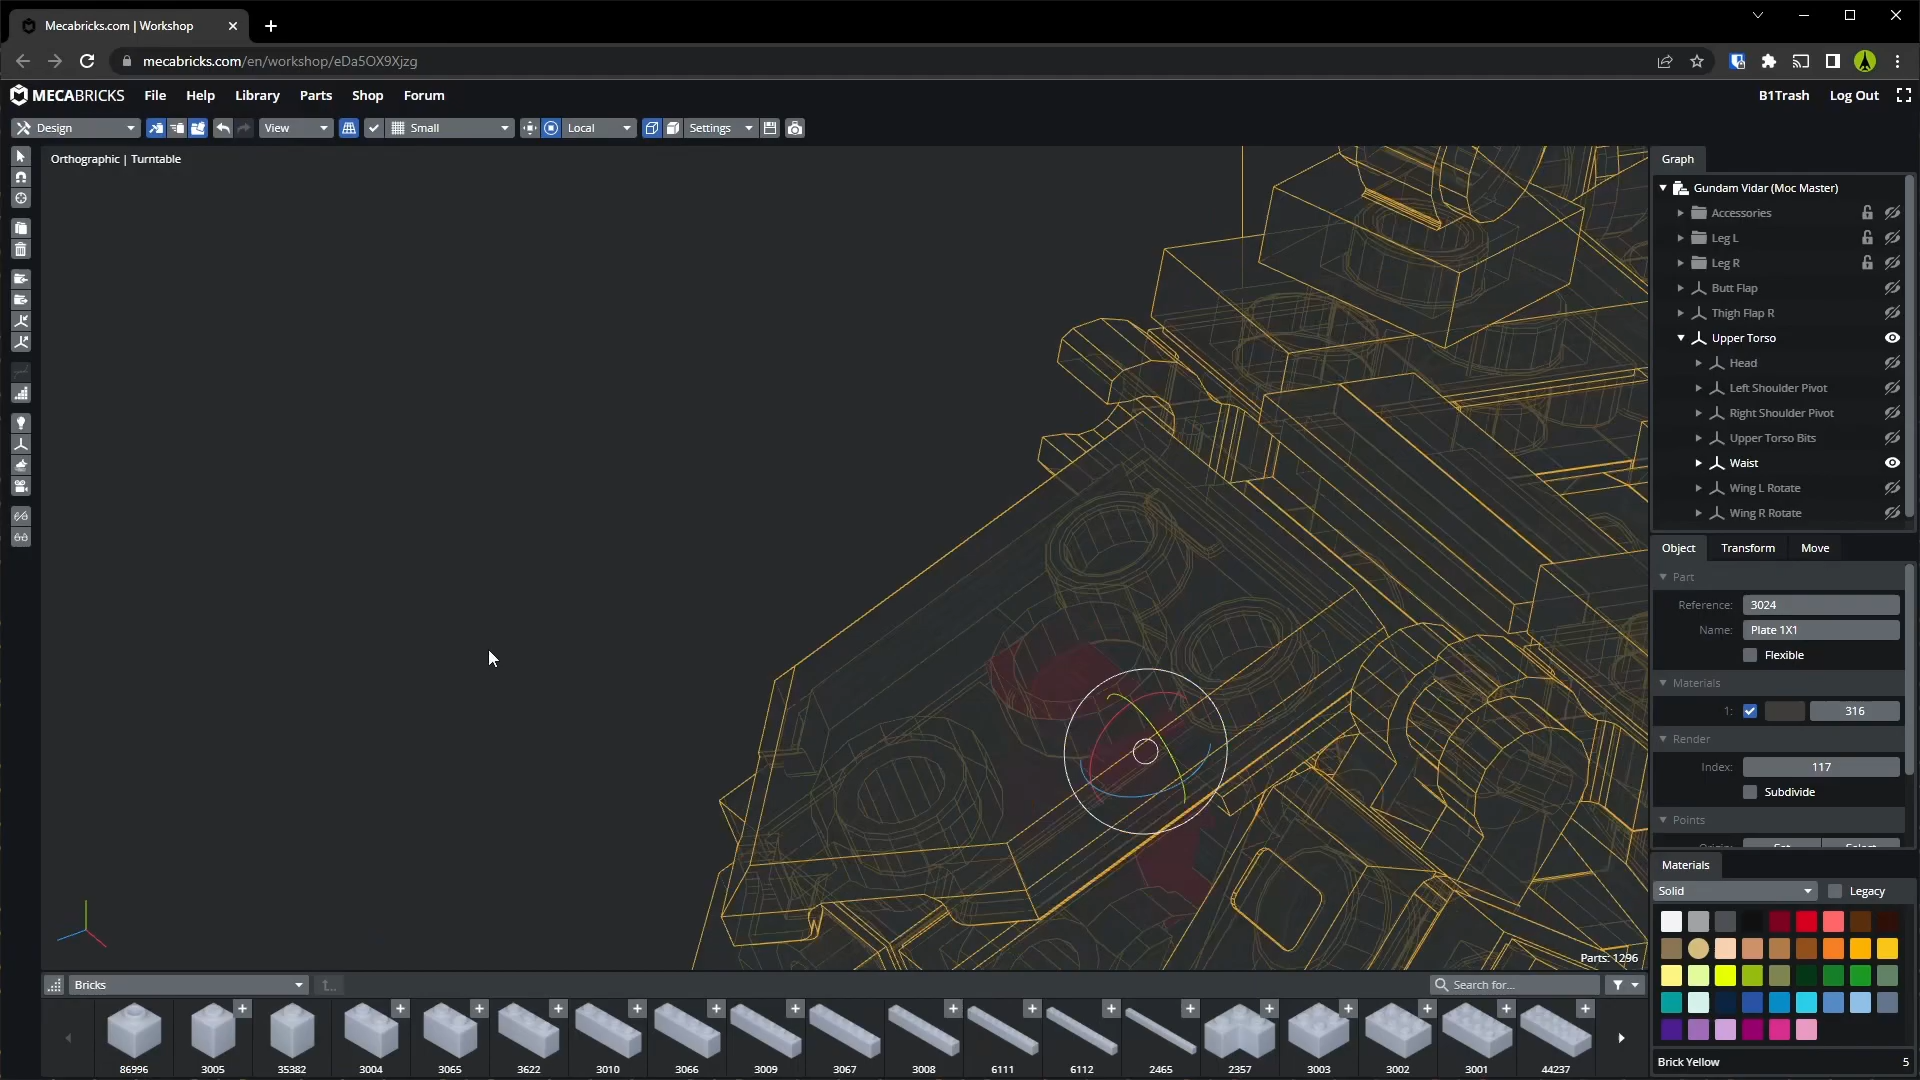 Mecabricks.com | Workshop
mecabricks.com/en/workshop/eDa5OX9Xjzg
MECABRICKS File Help Library Parts Shop Forum B1Trash Log Out
Design View Small Local Settings
Orthographic | Turntable
Graph
Gundam Vidar (Moc Master)
Accessories
Leg L
Leg R
Butt Flap
Thigh Flap R
Upper Torso
Head
Left Shoulder Pivot
Right Shoulder Pivot
Upper Torso Bits
Waist
Wing L Rotate
Wing R Rotate
Object Transform Move
Part
Reference: 3024
Name: Plate 1X1
Flexible
Materials
1: 316
Render
Index: 117
Subdivide
Points
Materials
Solid Legacy
Brick Yellow 5
Parts: 1296
Bricks Search for...
86996 3005 35382 3004 3065 3622 3010 3066 3009 3067 3008 6111 6112 2465 2357 3003 3002 3001 44237